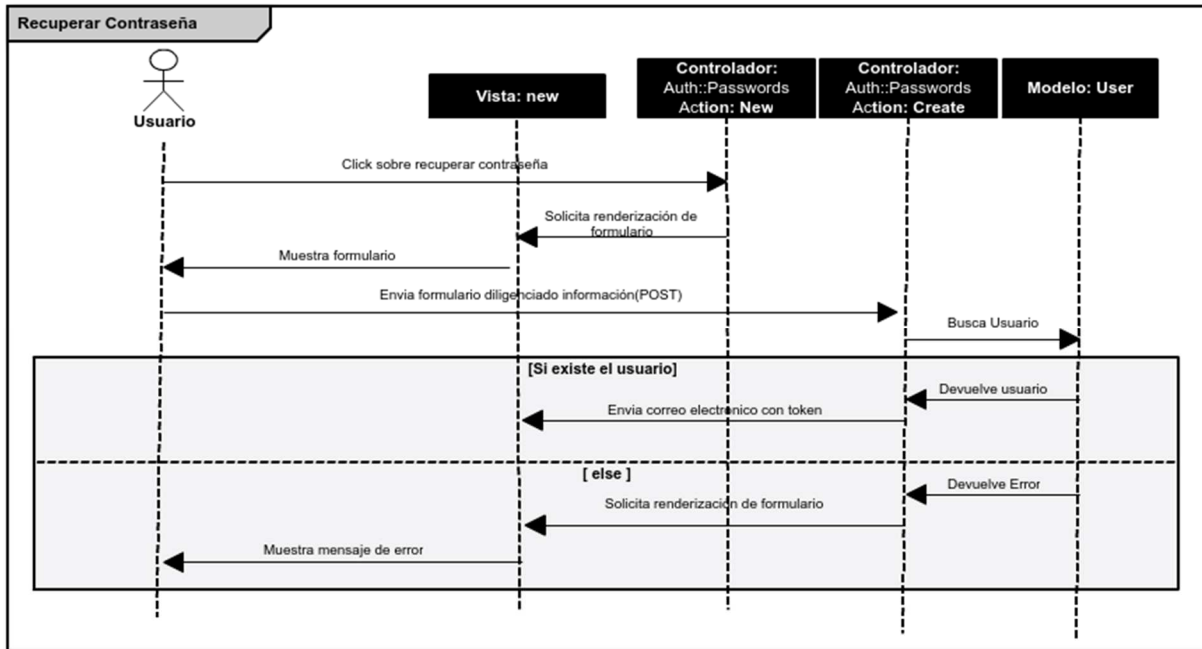 Recuperar Contraseña
Usuario
Vista: new
Controlador:
Auth::Passwords
Action: New
Controlador:
Auth::Passwords
Action: Create
Modelo: User
Click sobre recuperar contraseña
Solicita renderización de
formulario
Muestra formulario
Envia formulario diligenciado información(POST)
Busca Usuario
[Si existe el usuario]
Devuelve usuario
Envia correo electrónico con token
[ else ]
Devuelve Error
Solicita renderización de formulario
Muestra mensaje de error